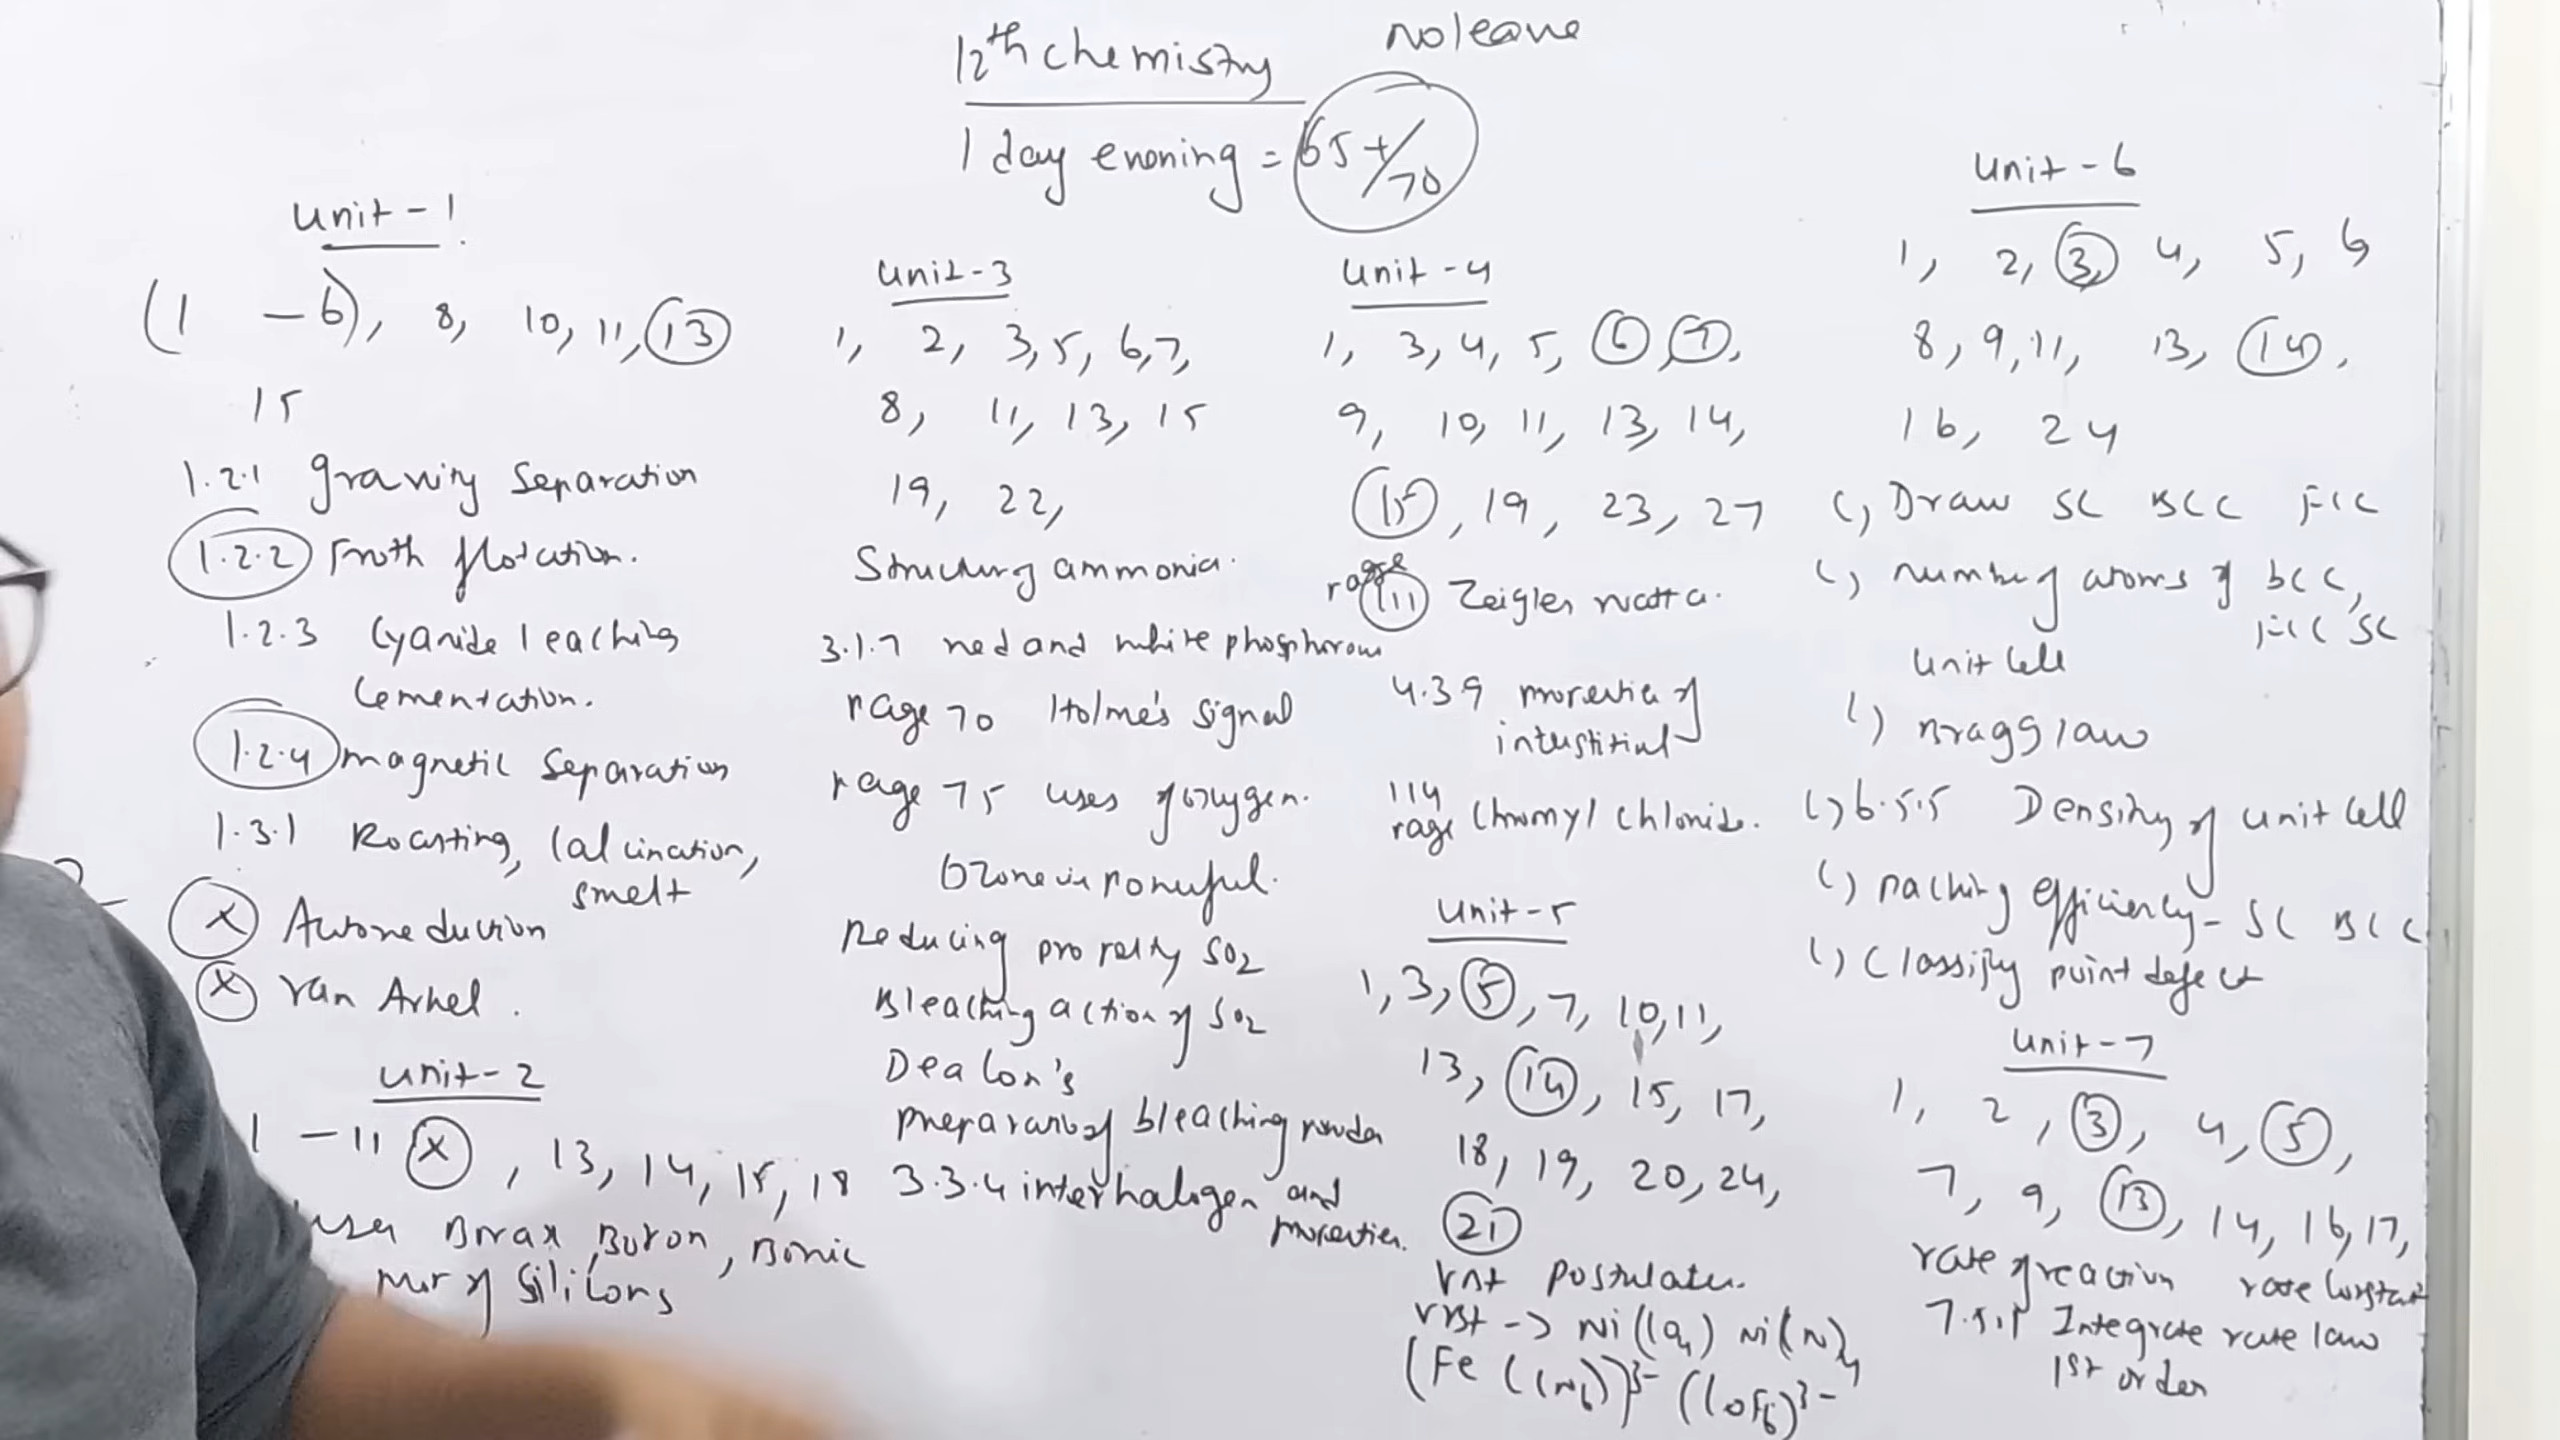 12th chemistry
no leave
1 day evening = 65+/70
Unit-1
(1 - 6), 8, 10, 11, 13
15
1.2.1 gravity Separation
1.2.2 Froth flotation.
1.2.3 Cyanide leaching
Cementation.
1.2.4 magnetic Separation
1.3.1 Roasting, Calcination,
smelt
x Autoreduction
x Van Arkel.
Unit-2
1 - 11 x, 13, 14, 15, 18
uses Borax, Boron, Boric
of Silicons
Unit-3
1, 2, 3, 5, 6, 7,
8, 11, 13, 15
19, 22,
Structure of ammonia.
3.1.7 red and white phosphorous
Page 70 Holme's signal
Page 75 uses of oxygen.
Ozone is powerful.
Reducing property SO2
Bleaching action of SO2
Deacon's
preparation of bleaching powder
3.3.4 interhalogen and
properties.
Unit-4
1, 3, 4, 5, 6, 7,
9, 10, 11, 13, 14,
15, 19, 23, 27
Page 111 Zeigler natta.
4.3.9 properties of
interstitial
114
Page Chromyl chloride.
Unit-5
1, 3, 5, 7, 10, 11,
13, 14, 15, 17,
18, 19, 20, 24,
21
VBT postulates.
VBT -> Ni(CO4) Ni(CN)4
(Fe(CN6))3- (CoF6)3-
Unit-6
1, 2, 3, 4, 5, 6
8, 9, 11, 13, 14,
16, 24
(,) Draw SC BCC FCC
(,) number of atoms of bcc,
FCC SC
Unit Cell
(,) Bragg law
(,) 6.5.5 Density of unit Cell
(,) packing efficiency - SC BCC
(,) Classify point defect
Unit-7
1, 2, 3, 4, 5,
7, 9, 13, 14, 16, 17,
rate of reaction rate constant
7.5.1 Integrate rate law
1st order